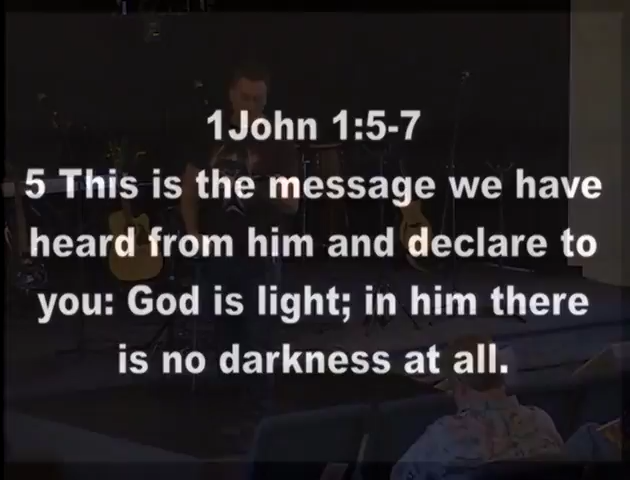 1John 1:5-7
5 This is the message we have
heard from him and declare to
you: God is light; in him there
is no darkness at all.